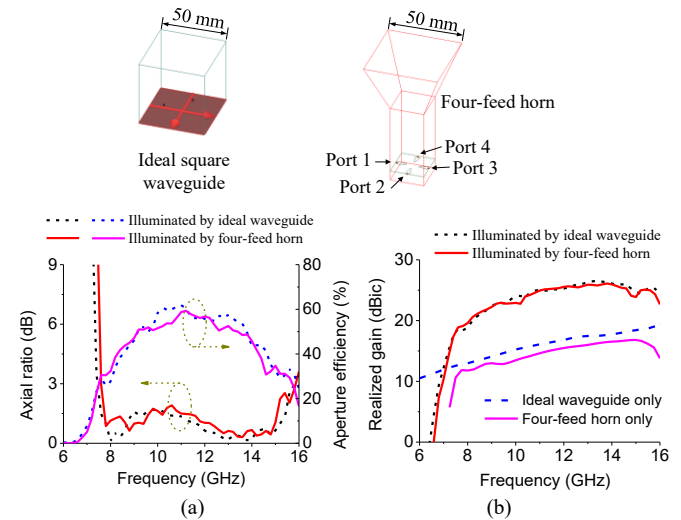 50 mm
50 mm
Four-feed horn
Port 4
Port 1
Port 3
Port 2
Ideal square
waveguide
Illuminated by ideal waveguide
Illuminated by four-feed horn
Illuminated by ideal waveguide
Illuminated by four-feed horn
9
6
3
0
Axial ratio (dB)
80
60
40
20
0
Aperture efficiency (%)
6 8 10 12 14 16
Frequency (GHz)
30
20
10
0
Realized gain (dBic)
Ideal waveguide only
Four-feed horn only
6 8 10 12 14 16
Frequency (GHz)
(a)
(b)